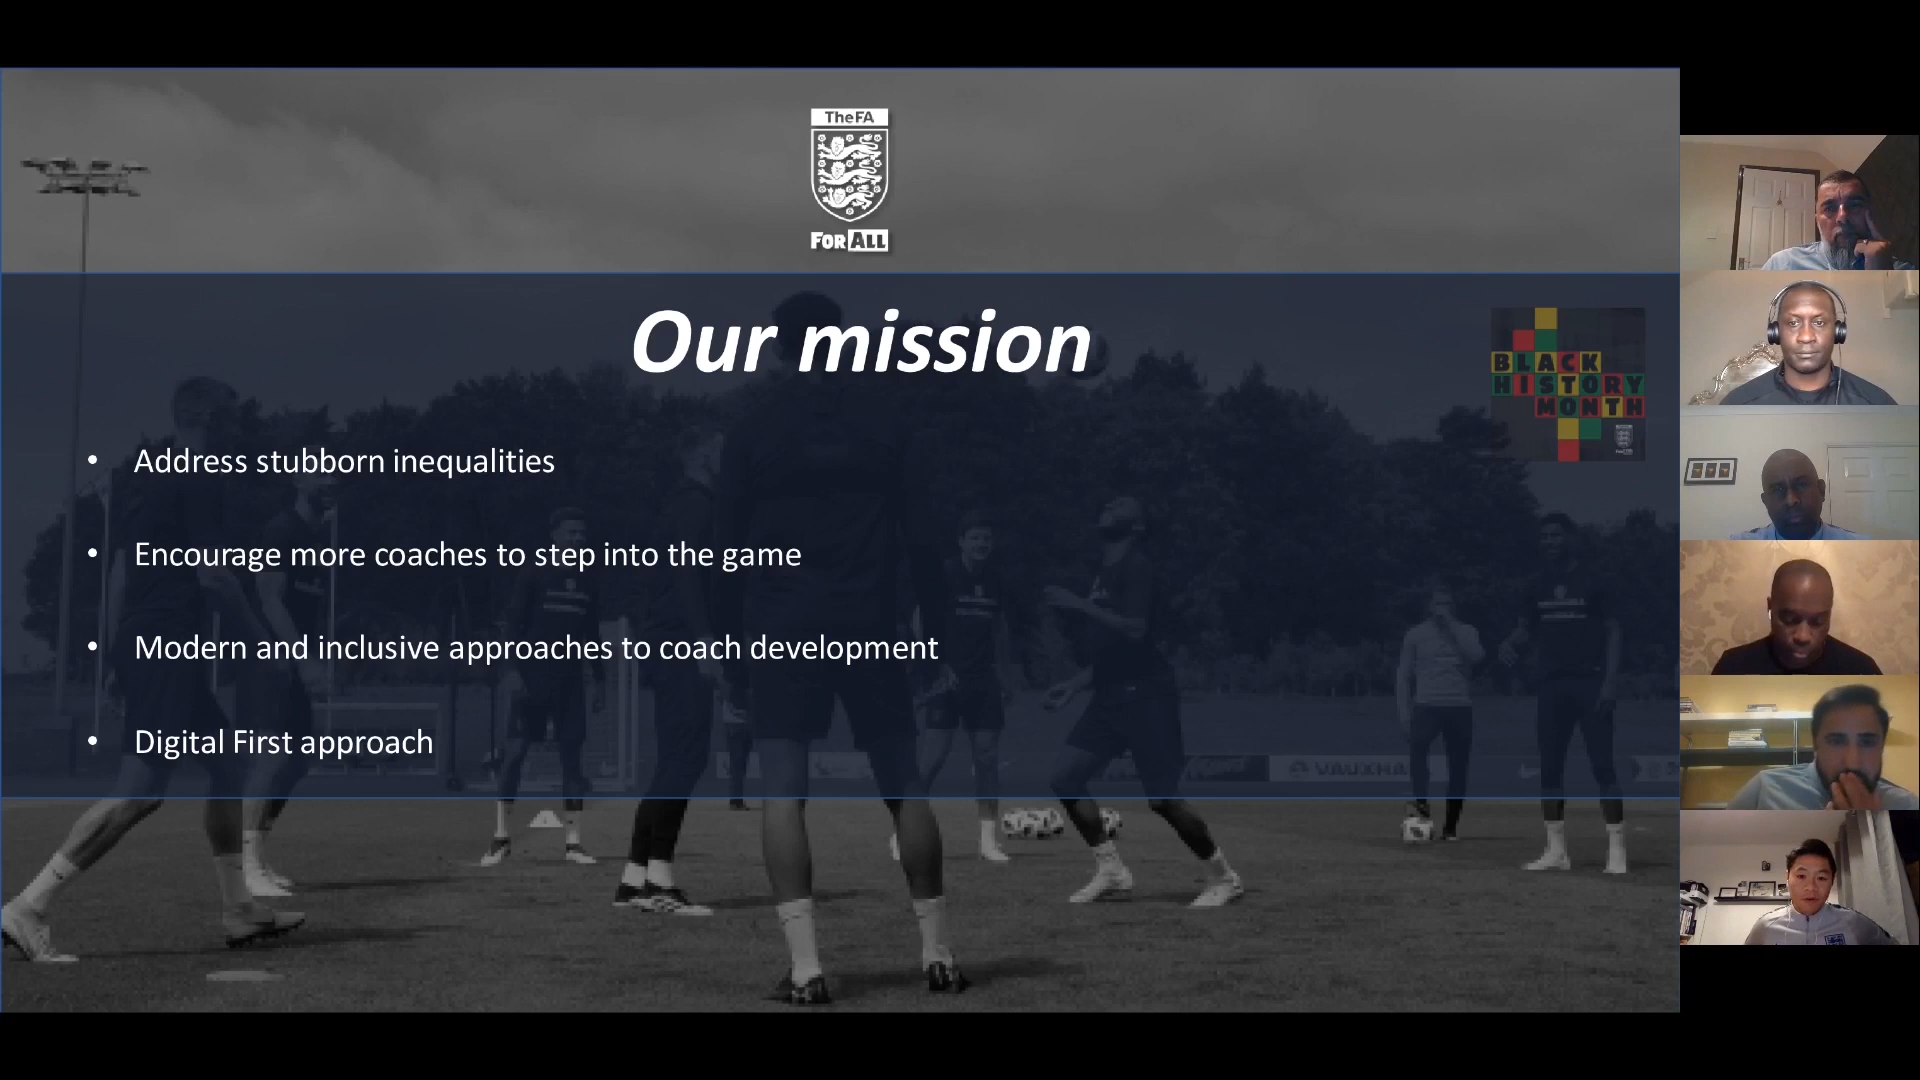 TheFA
FOR ALL
Our mission
BLACK
HISTORY
MONTH
• Address stubborn inequalities
• Encourage more coaches to step into the game
• Modern and inclusive approaches to coach development
• Digital First approach